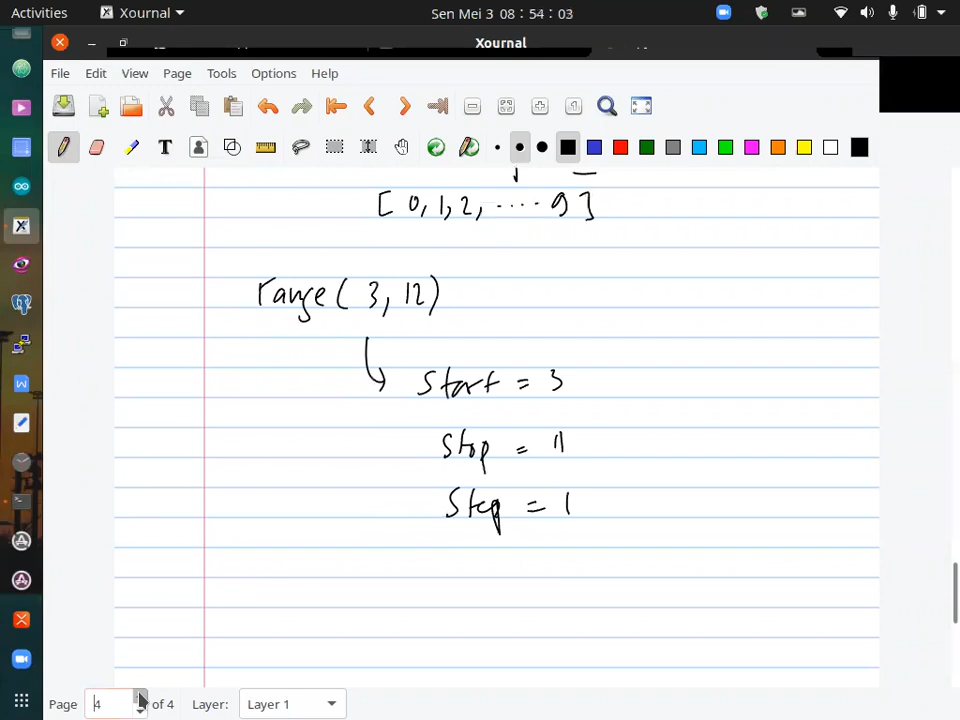 Activities
Xournal
Sen Mei 3 08 : 54 : 03
Xournal
File Edit View Page Tools Options Help
[ 0, 1, 2, ..... 9 ]
range( 3, 12)
Start = 3
Stop = 11
Step = 1
Page 4 of 4 Layer: Layer 1